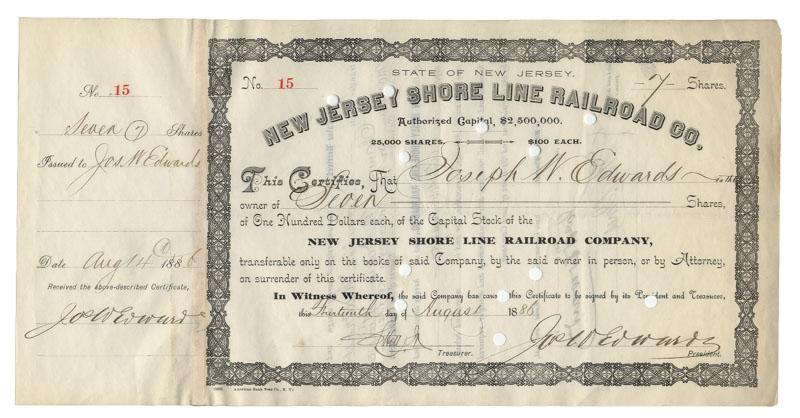 No. 15
Seven (7) Shares
Issued to Jos. W Edwards
Date Aug 14 1886
Received the above-described Certificate,
Jos W Edwards
No. 15
STATE OF NEW JERSEY.
7 Shares.
NEW JERSEY SHORE LINE RAILROAD CO.
Authorized Capital, $2,500,000.
25,000 SHARES. $100 EACH.
This Certifies, That Joseph W. Edwards is the
owner of Seven Shares,
of One Hundred Dollars each, of the Capital Stock of the
NEW JERSEY SHORE LINE RAILROAD COMPANY,
transferable only on the books of said Company, by the said owner in person, or by Attorney,
on surrender of this certificate.
In Witness Whereof, the said Company has caused this Certificate to be signed by its President and Treasurer,
this Thirteenth day of August 1886
Treasurer.
Jos W Edwards
President.
American Bank Note Co., N. Y.